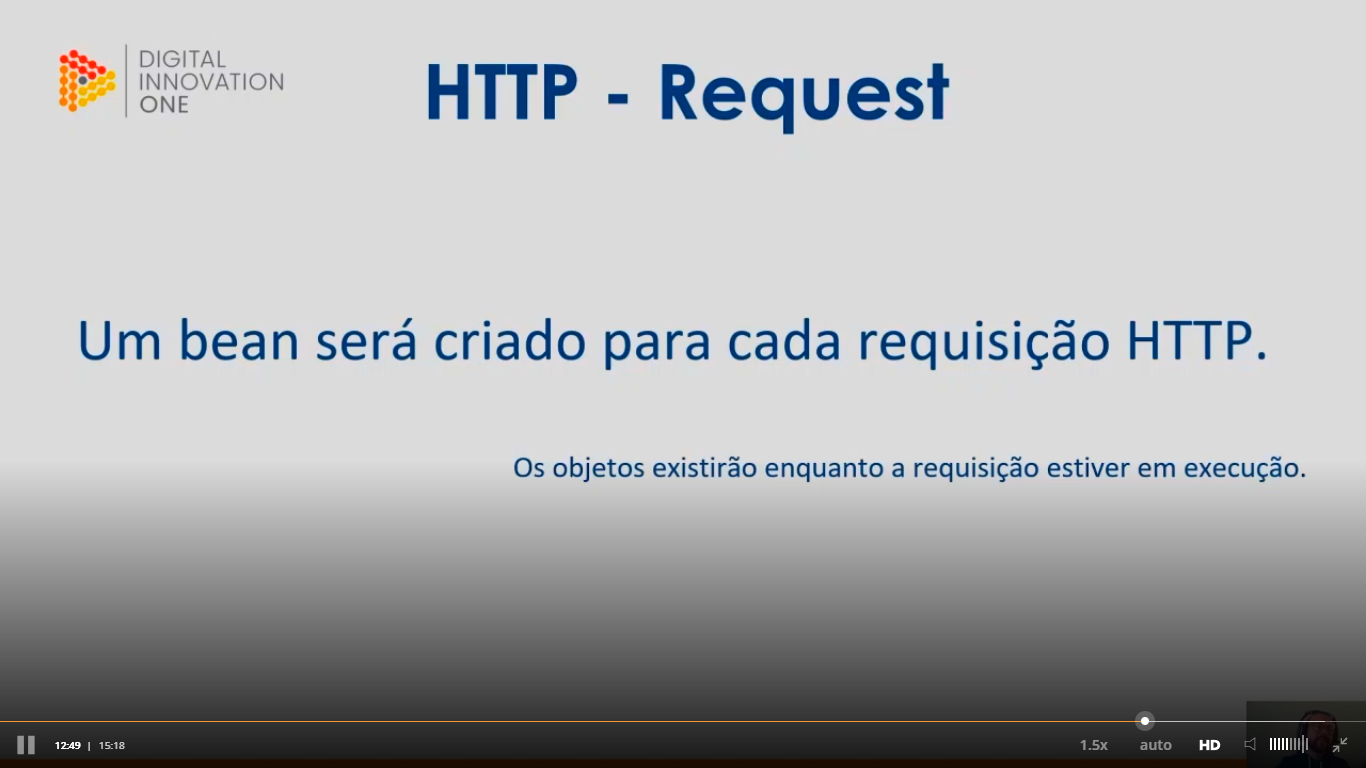 DIGITAL
INNOVATION
ONE
HTTP - Request
Um bean será criado para cada requisição HTTP.
Os objetos existirão enquanto a requisição estiver em execução.
12:49 | 15:18
1.5x auto HD